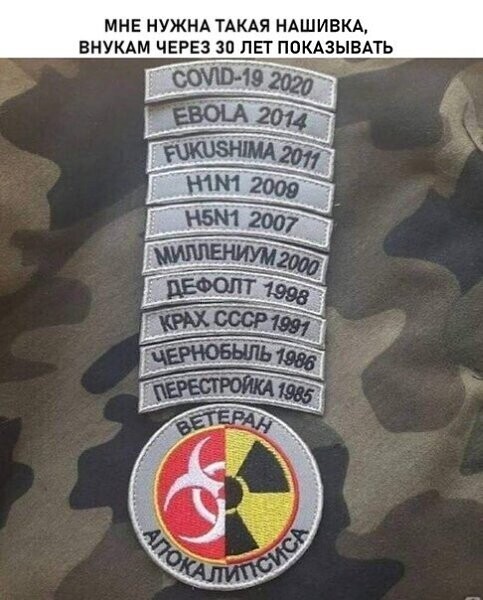 МНЕ НУЖНА ТАКАЯ НАШИВКА,
ВНУКАМ ЧЕРЕЗ 30 ЛЕТ ПОКАЗЫВАТЬ
COVID-19 2020
EBOLA 2014
FUKUSHIMA 2011
H1N1 2009
H5N1 2007
МИЛЛЕНИУМ 2000
ДЕФОЛТ 1998
КРАХ СССР 1991
ЧЕРНОБЫЛЬ 1986
ПЕРЕСТРОЙКА 1985
ВЕТЕРАН
АПОКАЛИПСИСА